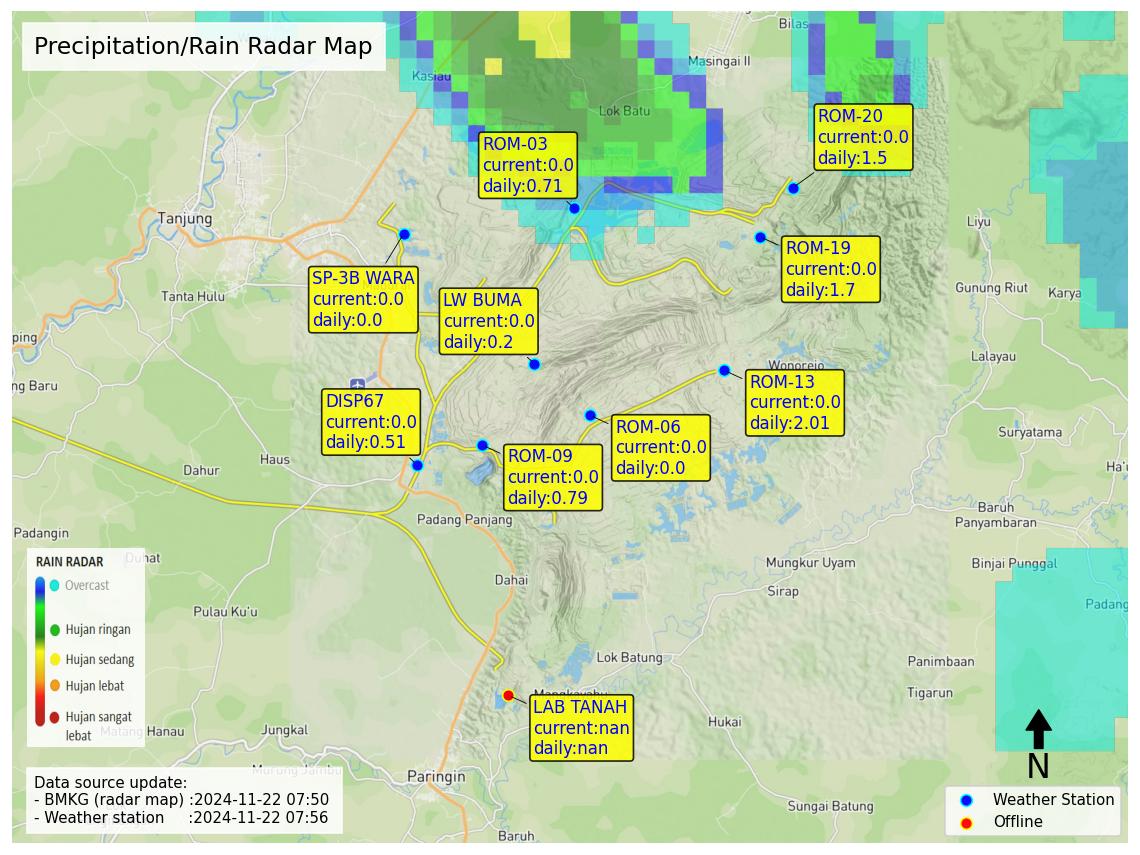 Precipitation/Rain Radar Map
Bilas
Masingai II
Kasiau
Lok Batu
ROM-20
current:0.0
daily:1.5
ROM-03
current:0.0
daily:0.71
Tanjung
Liyu
ROM-19
current:0.0
daily:1.7
SP-3B WARA
current:0.0
daily:0.0
Tanta Hulu
LW BUMA
current:0.0
daily:0.2
Gunung Riut
Karya
ping
Lalayau
Wonorejo
ng Baru
ROM-13
current:0.0
daily:2.01
DISP67
current:0.0
daily:0.51
ROM-06
current:0.0
daily:0.0
Suryatama
ROM-09
current:0.0
daily:0.79
Haus
Dahur
Ha'u
Baruh
Panyambaran
Padang Panjang
Padangin
Duhat
Mungkur Uyam
Binjai Punggal
Dahai
Sirap
Padang
Pulau Ku'u
RAIN RADAR
Overcast
Hujan ringan
Hujan sedang
Hujan lebat
Hujan sangat
lebat
Lok Batung
Panimbaan
Tigarun
LAB TANAH
current:nan
daily:nan
Hukai
Matang Hanau
Jungkal
Murung Jambu
Paringin
N
Data source update:
- BMKG (radar map) :2024-11-22 07:50
- Weather station :2024-11-22 07:56
Sungai Batung
Baruh
Weather Station
Offline